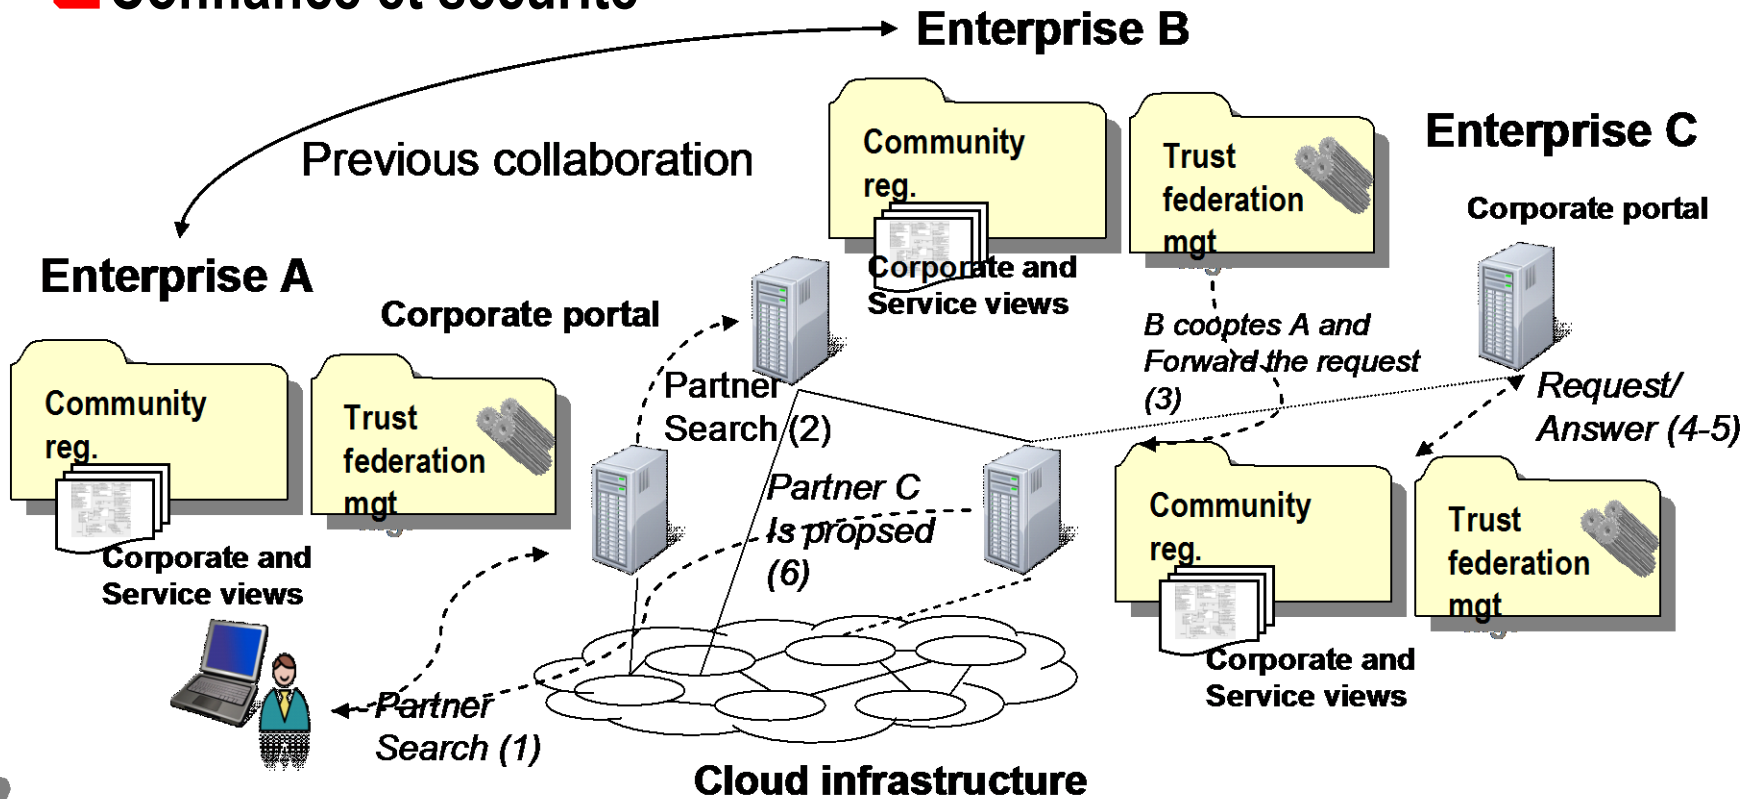 Confiance et sécurité
Enterprise B
Previous collaboration
Community
reg.
Corporate and
Service views
Trust
federation
mgt
Enterprise C
Corporate portal
Enterprise A
Corporate portal
Community
reg.
Corporate and
Service views
Trust
federation
mgt
Partner
Search (2)
B cooptes A and
Forward the request
(3)
Request/
Answer (4-5)
Partner C
Is propsed
(6)
Community
reg.
Corporate and
Service views
Trust
federation
mgt
Partner
Search (1)
Cloud infrastructure